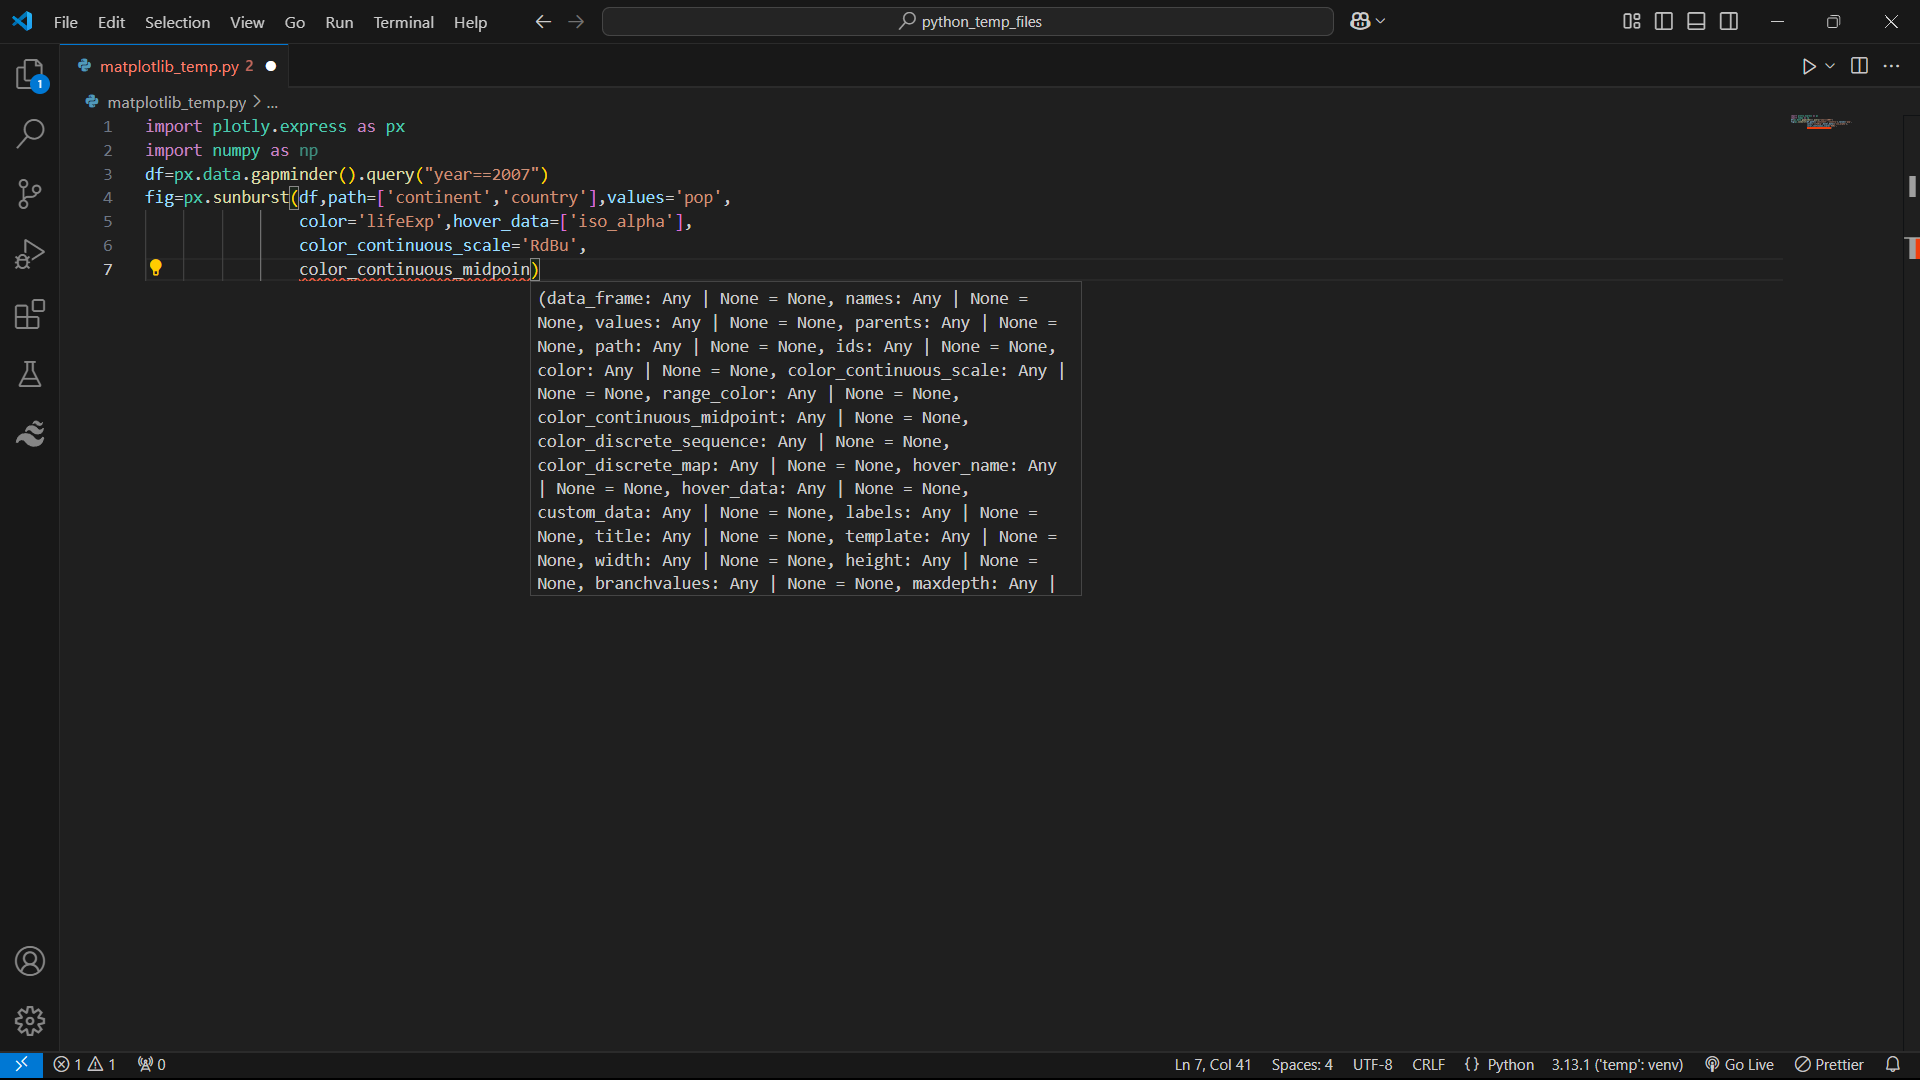 File Edit Selection View Go Run Terminal Help
python_temp_files
1
matplotlib_temp.py 2
matplotlib_temp.py > ...
1 import plotly.express as px
2 import numpy as np
3 df=px.data.gapminder().query("year==2007")
4 fig=px.sunburst(df,path=['continent','country'],values='pop',
5 color='lifeExp',hover_data=['iso_alpha'],
6 color_continuous_scale='RdBu',
7 color_continuous_midpoin)
(data_frame: Any | None = None, names: Any | None =
None, values: Any | None = None, parents: Any | None =
None, path: Any | None = None, ids: Any | None = None,
color: Any | None = None, color_continuous_scale: Any |
None = None, range_color: Any | None = None,
color_continuous_midpoint: Any | None = None,
color_discrete_sequence: Any | None = None,
color_discrete_map: Any | None = None, hover_name: Any
| None = None, hover_data: Any | None = None,
custom_data: Any | None = None, labels: Any | None =
None, title: Any | None = None, template: Any | None =
None, width: Any | None = None, height: Any | None =
None, branchvalues: Any | None = None, maxdepth: Any |
1 1 0
Ln 7, Col 41 Spaces: 4 UTF-8 CRLF {} Python 3.13.1 ('temp': venv) Go Live Prettier